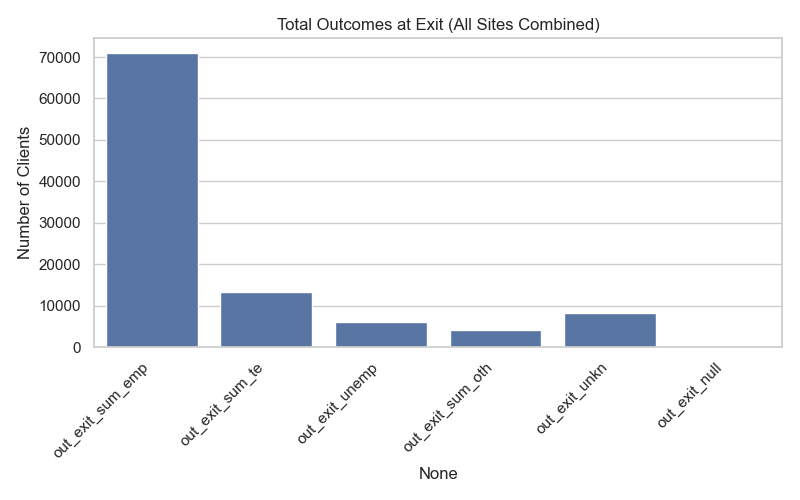 Total Outcomes at Exit (All Sites Combined)
Number of Clients
70000
60000
50000
40000
30000
20000
10000
0
out_exit_sum_emp
out_exit_sum_te
out_exit_unemp
out_exit_sum_oth
out_exit_unkn
out_exit_null
None